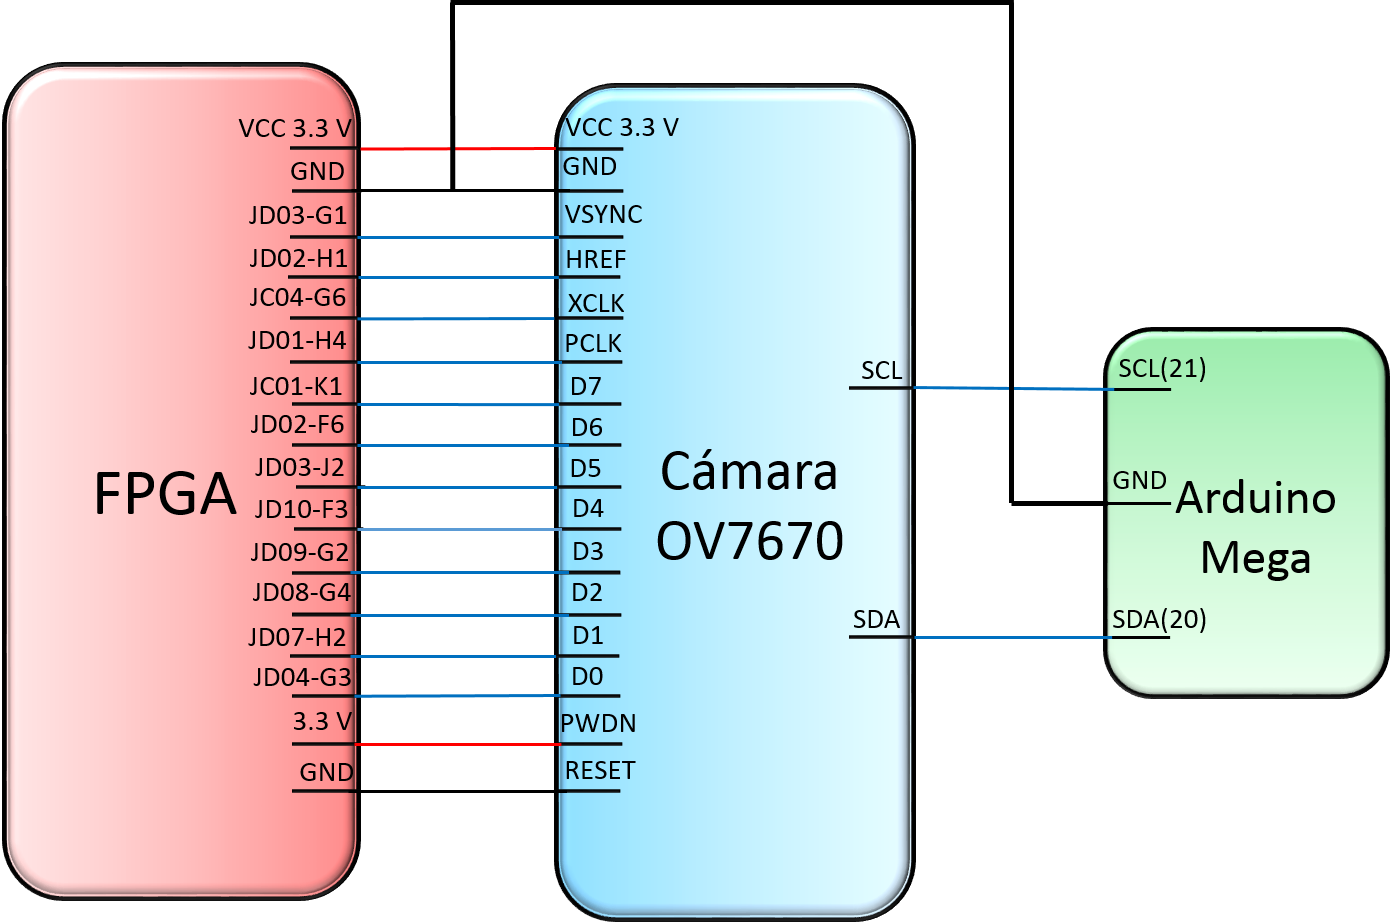 VCC 3.3 V
GND
JD03-G1
JD02-H1
JC04-G6
JD01-H4
JC01-K1
JD02-F6
JD03-J2
JD10-F3
JD09-G2
JD08-G4
JD07-H2
JD04-G3
3.3 V
GND
FPGA
VCC 3.3 V
GND
VSYNC
HREF
XCLK
PCLK
D7
D6
D5
D4
D3
D2
D1
D0
PWDN
RESET
Cámara
OV7670
SCL
SDA
SCL(21)
GND
SDA(20)
Arduino
Mega